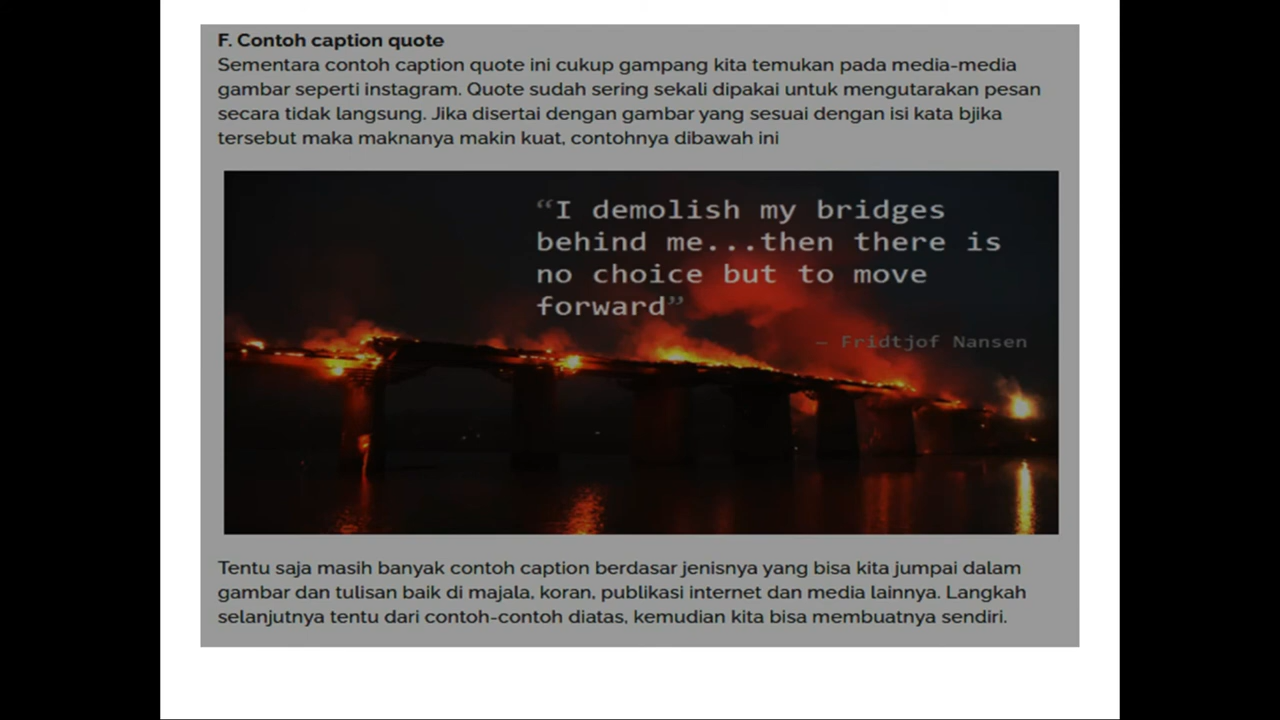 F. Contoh caption quote
Sementara contoh caption quote ini cukup gampang kita temukan pada media-media
gambar seperti instagram. Quote sudah sering sekali dipakai untuk mengutarakan pesan
secara tidak langsung. Jika disertai dengan gambar yang sesuai dengan isi kata bjika
tersebut maka maknanya makin kuat, contohnya dibawah ini
“I demolish my bridges
behind me...then there is
no choice but to move
forward”
– Fridtjof Nansen
Tentu saja masih banyak contoh caption berdasar jenisnya yang bisa kita jumpai dalam
gambar dan tulisan baik di majala, koran, publikasi internet dan media lainnya. Langkah
selanjutnya tentu dari contoh-contoh diatas, kemudian kita bisa membuatnya sendiri.